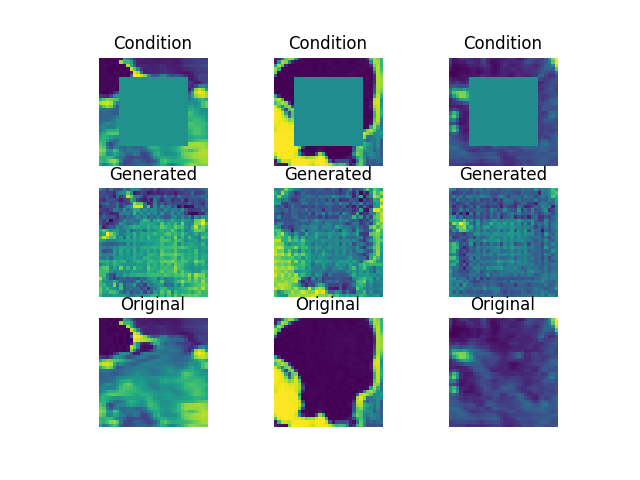 Condition Condition Condition
Generated Generated Generated
Original Original Original